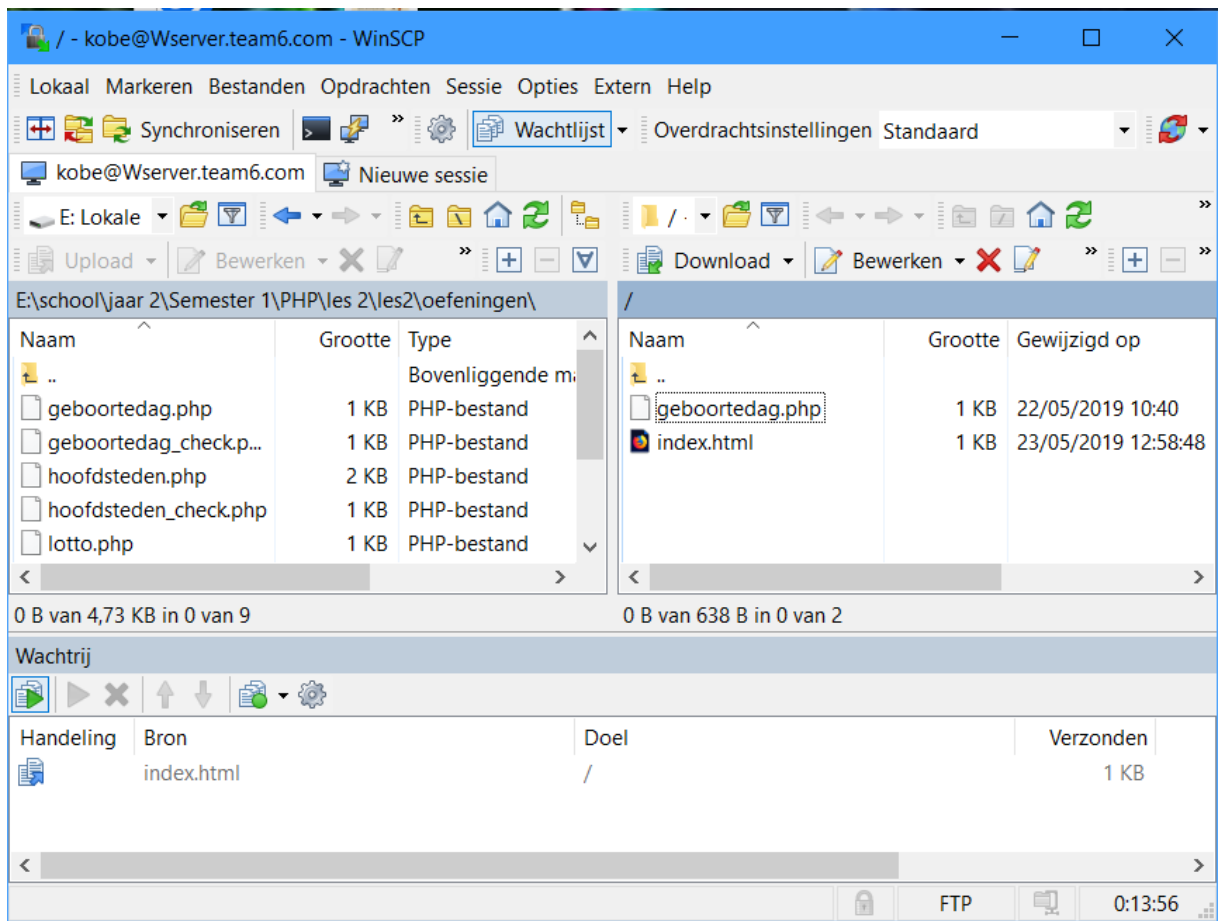 / - kobe@Wserver.team6.com - WinSCP
Lokaal Markeren Bestanden Opdrachten Sessie Opties Extern Help
Synchroniseren » Wachtlijst Overdrachtsinstellingen Standaard
kobe@Wserver.team6.com Nieuwe sessie
E: Lokale / · »
Upload Bewerken » Download Bewerken » »
E:\school\jaar 2\Semester 1\PHP\les 2\les2\oefeningen\ /
Naam Grootte Type Naam Grootte Gewijzigd op
.. Bovenliggende ma ..
geboortedag.php 1 KB PHP-bestand geboortedag.php 1 KB 22/05/2019 10:40
geboortedag_check.p... 1 KB PHP-bestand index.html 1 KB 23/05/2019 12:58:48
hoofdsteden.php 2 KB PHP-bestand
hoofdsteden_check.php 1 KB PHP-bestand
lotto.php 1 KB PHP-bestand
0 B van 4,73 KB in 0 van 9 0 B van 638 B in 0 van 2
Wachtrij
Handeling Bron Doel Verzonden
index.html / 1 KB
FTP 0:13:56